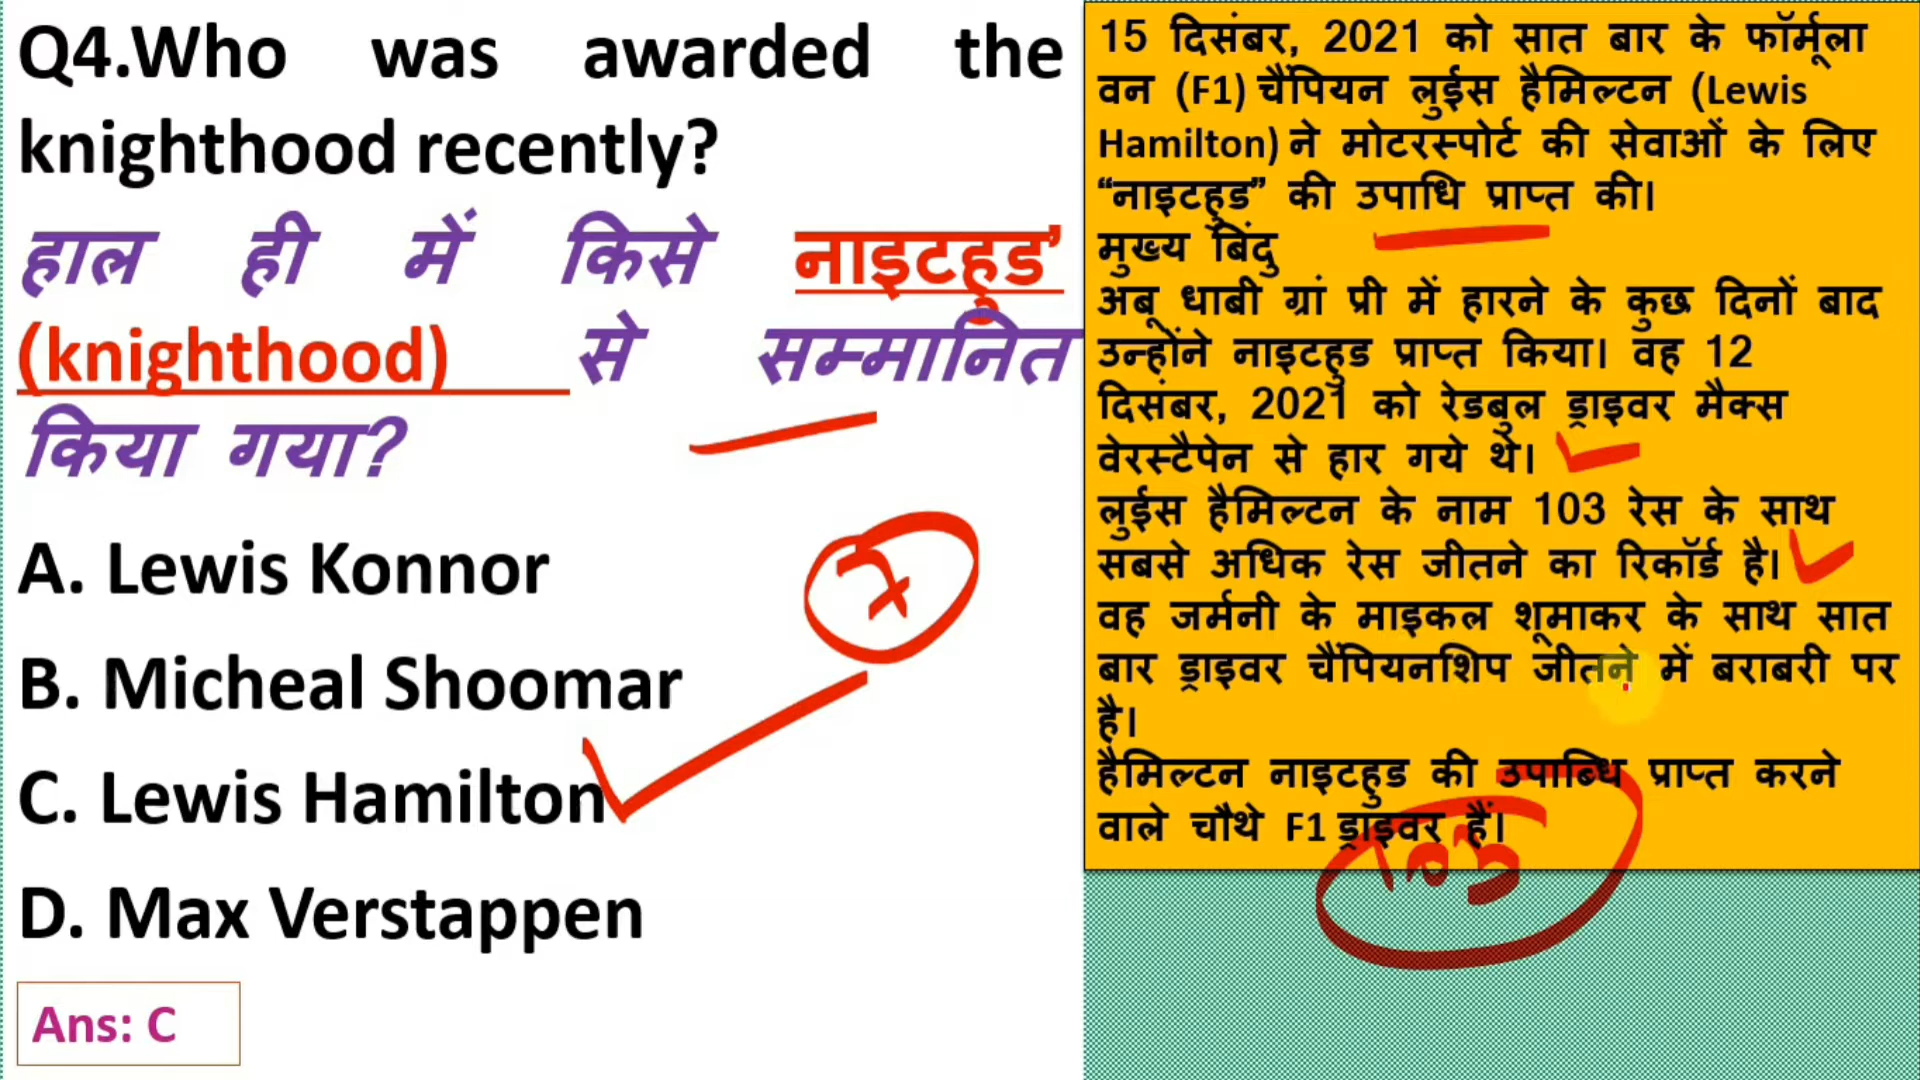 Q4.Who was awarded the
knighthood recently?
हाल ही में किसे नाइटहुड'
(knighthood) से सम्मानित
किया गया?
A. Lewis Konnor
B. Micheal Shoomar
C. Lewis Hamilton
D. Max Verstappen
Ans: C
15 दिसंबर, 2021 को सात बार के फॉर्मूला
वन (F1) चैंपियन लुईस हैमिल्टन (Lewis
Hamilton) ने मोटरस्पोर्ट की सेवाओं के लिए
“नाइटहुड” की उपाधि प्राप्त की।
मुख्य बिंदु
अबू धाबी ग्रां प्री में हारने के कुछ दिनों बाद
उन्होंने नाइटहुड प्राप्त किया। वह 12
दिसंबर, 2021 को रेडबुल ड्राइवर मैक्स
वेरस्टैपेन से हार गये थे।
लुईस हैमिल्टन के नाम 103 रेस के साथ
सबसे अधिक रेस जीतने का रिकॉर्ड है।
वह जर्मनी के माइकल शूमाकर के साथ सात
बार ड्राइवर चैंपियनशिप जीतने में बराबरी पर
है।
हैमिल्टन नाइटहुड की उपाब्धि प्राप्त करने
वाले चौथे F1 ड्राइवर हैं।
103